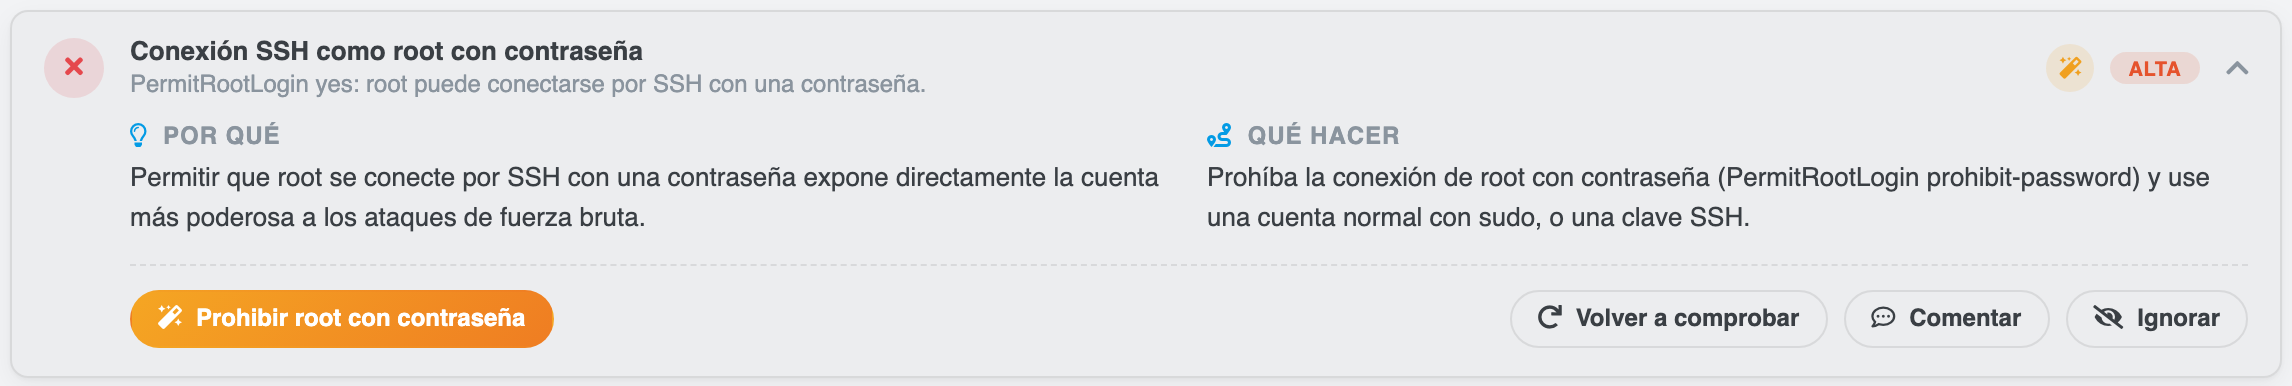 Conexión SSH como root con contraseña
PermitRootLogin yes: root puede conectarse por SSH con una contraseña.
ALTA
POR QUÉ
Permitir que root se conecte por SSH con una contraseña expone directamente la cuenta
más poderosa a los ataques de fuerza bruta.
QUÉ HACER
Prohíba la conexión de root con contraseña (PermitRootLogin prohibit-password) y use
una cuenta normal con sudo, o una clave SSH.
Prohibir root con contraseña
Volver a comprobar
Comentar
Ignorar